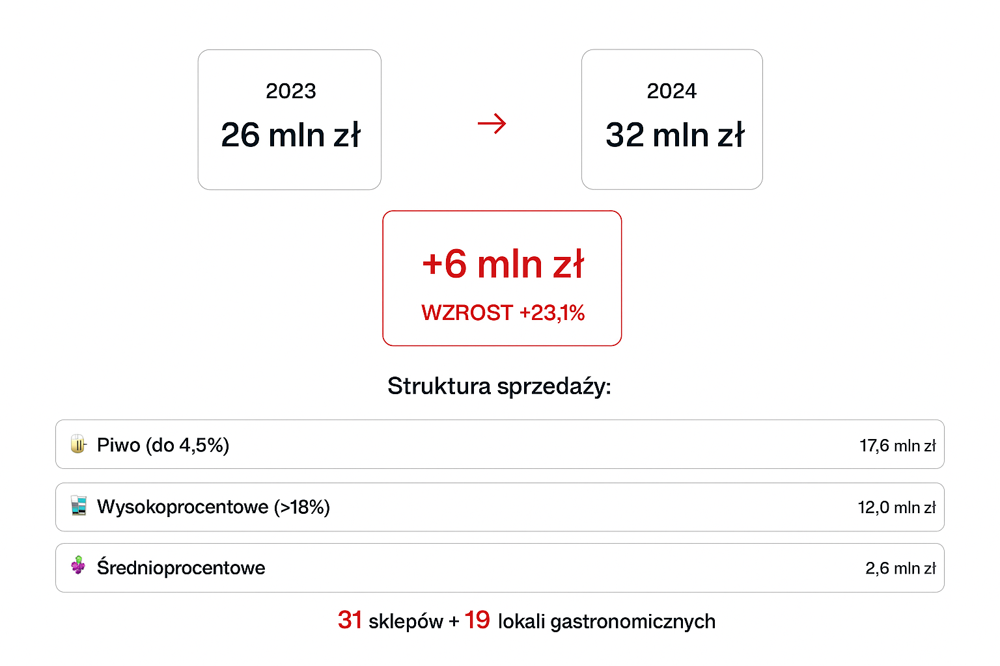 2023
26 mln zł
→
2024
32 mln zł
+6 mln zł
WZROST +23,1%
Struktura sprzedaźy:
Piwo (do 4,5%) 17,6 mln zł
Wysokoprocentowe (>18%) 12,0 mln zł
Średnioprocentowe 2,6 mln zł
31 sklepów + 19 lokali gastronomicznych